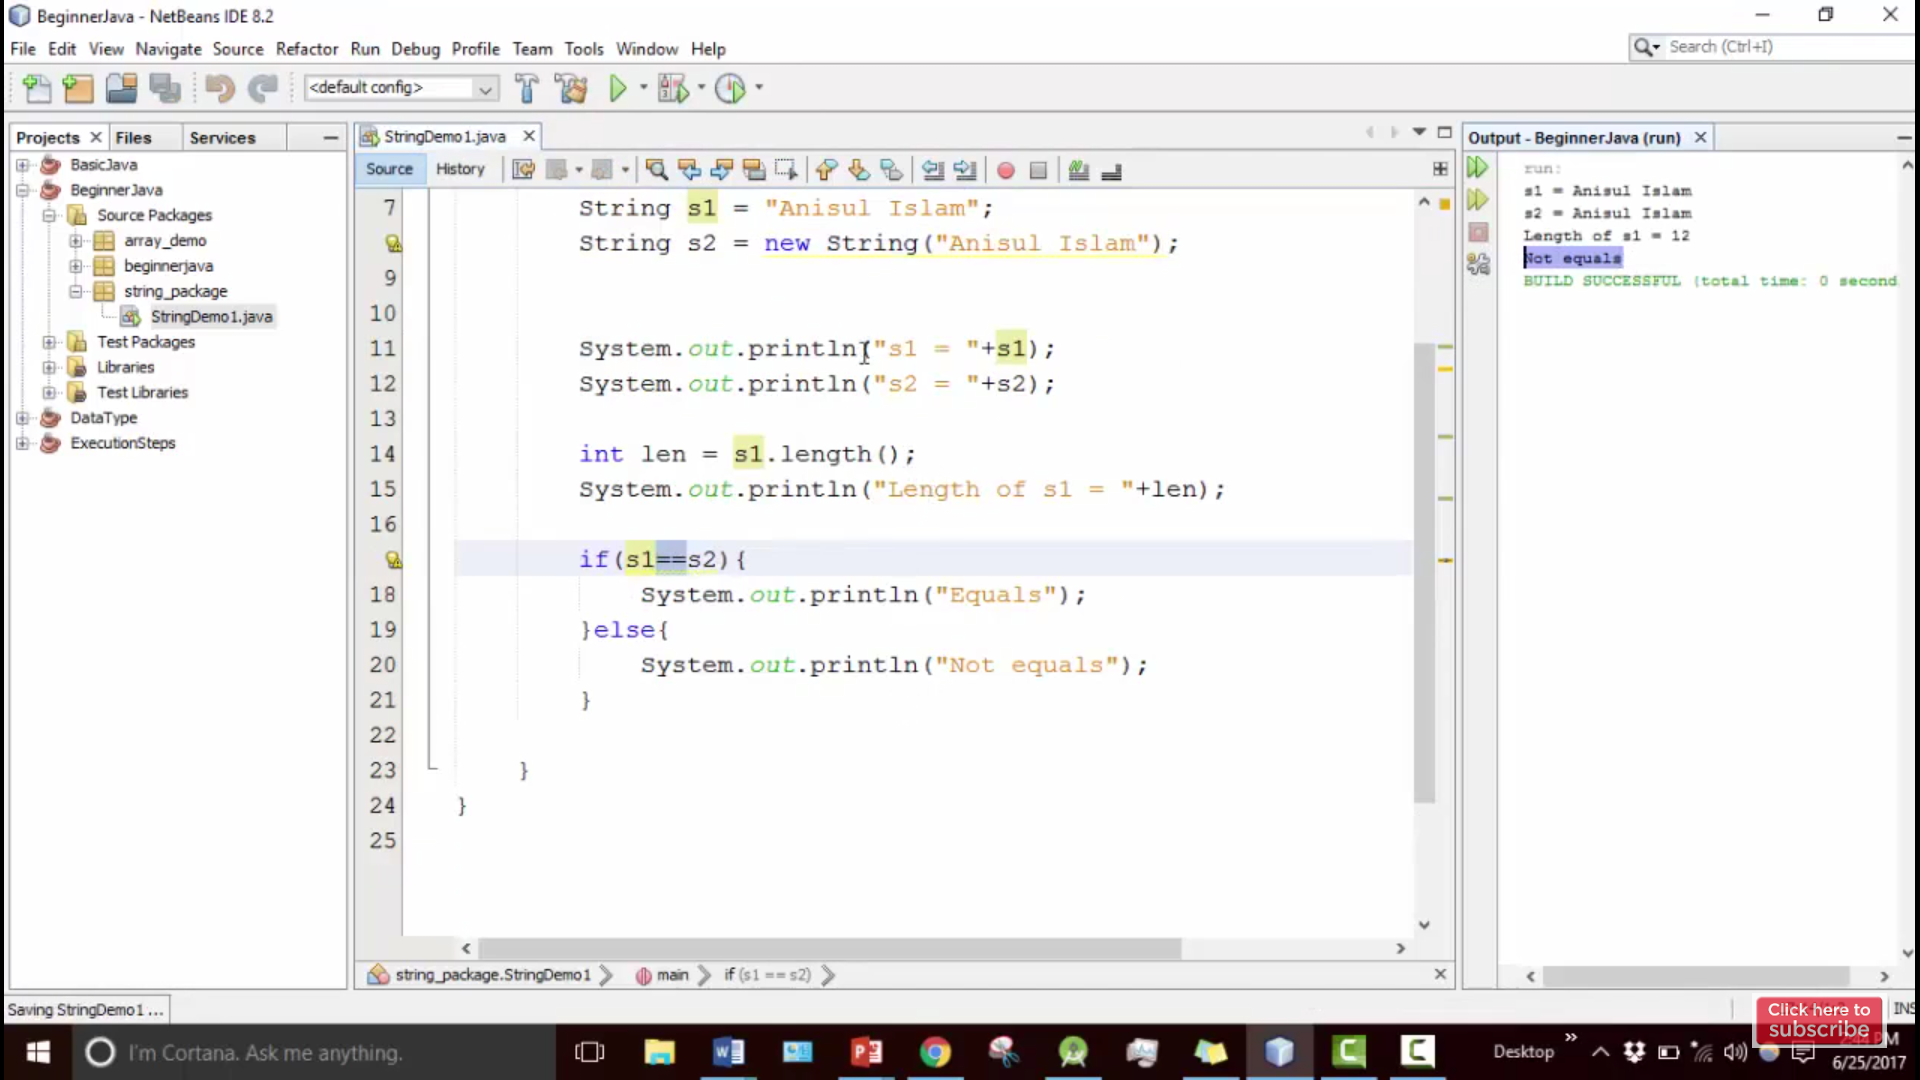 BeginnerJava - NetBeans IDE 8.2
File Edit View Navigate Source Refactor Run Debug Profile Team Tools Window Help
Search (Ctrl+I)
<default config>
Projects Files Services
BasicJava
BeginnerJava
Source Packages
array_demo
beginnerjava
string_package
StringDemo1.java
Test Packages
Libraries
Test Libraries
DataType
ExecutionSteps
StringDemo1.java
Source History
7 String s1 = "Anisul Islam";
String s2 = new String("Anisul Islam");
9
10
11 System.out.println("s1 = "+s1);
12 System.out.println("s2 = "+s2);
13
14 int len = s1.length();
15 System.out.println("Length of s1 = "+len);
16
if(s1==s2){
18 System.out.println("Equals");
19 }else{
20 System.out.println("Not equals");
21 }
22
23 }
24 }
25
string_package.StringDemo1 main if (s1 == s2)
Output - BeginnerJava (run)
run:
s1 = Anisul Islam
s2 = Anisul Islam
Length of s1 = 12
Not equals
BUILD SUCCESSFUL (total time: 0 second
Saving StringDemo1 ...
INS
Click here to
subscribe
I'm Cortana. Ask me anything.
Desktop
PM
6/25/2017